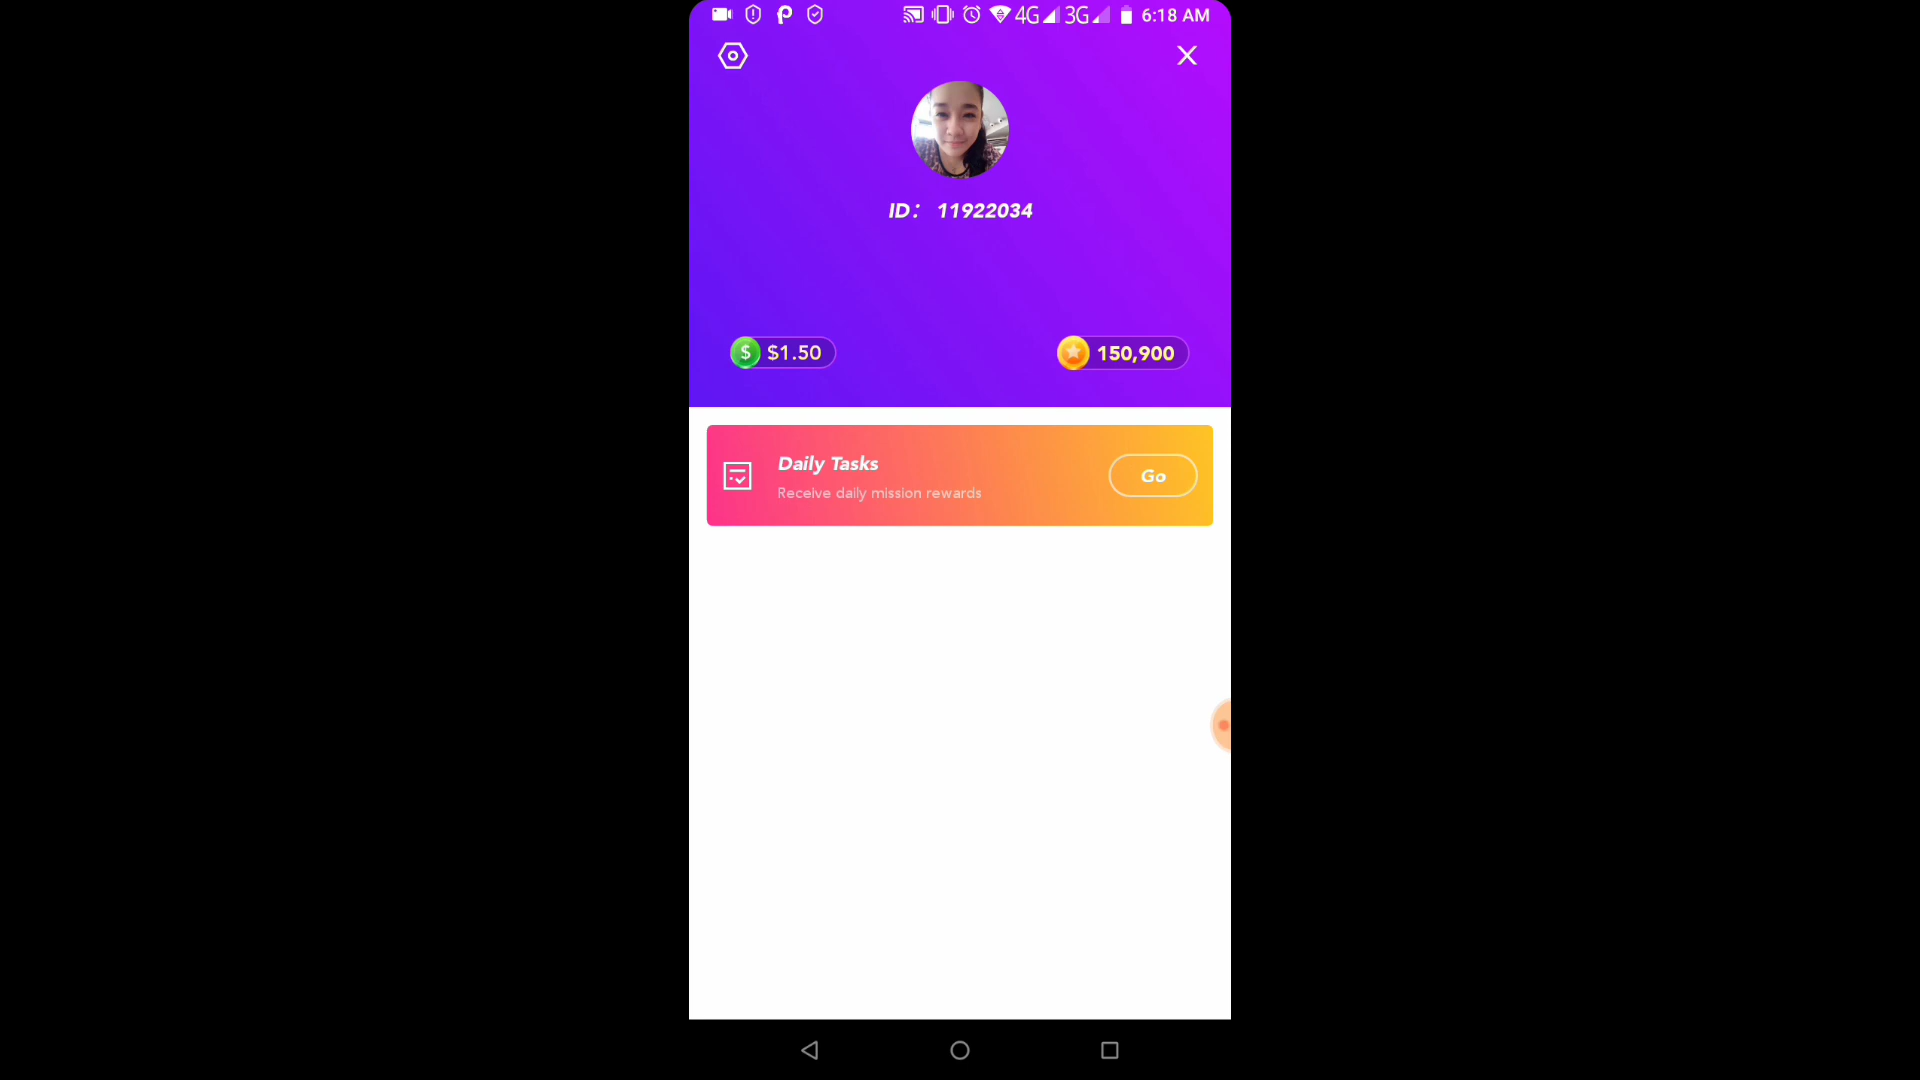 4G 3G 6:18 AM
ID: 11922034
$ $1.50
150,900
Daily Tasks
Receive daily mission rewards
Go